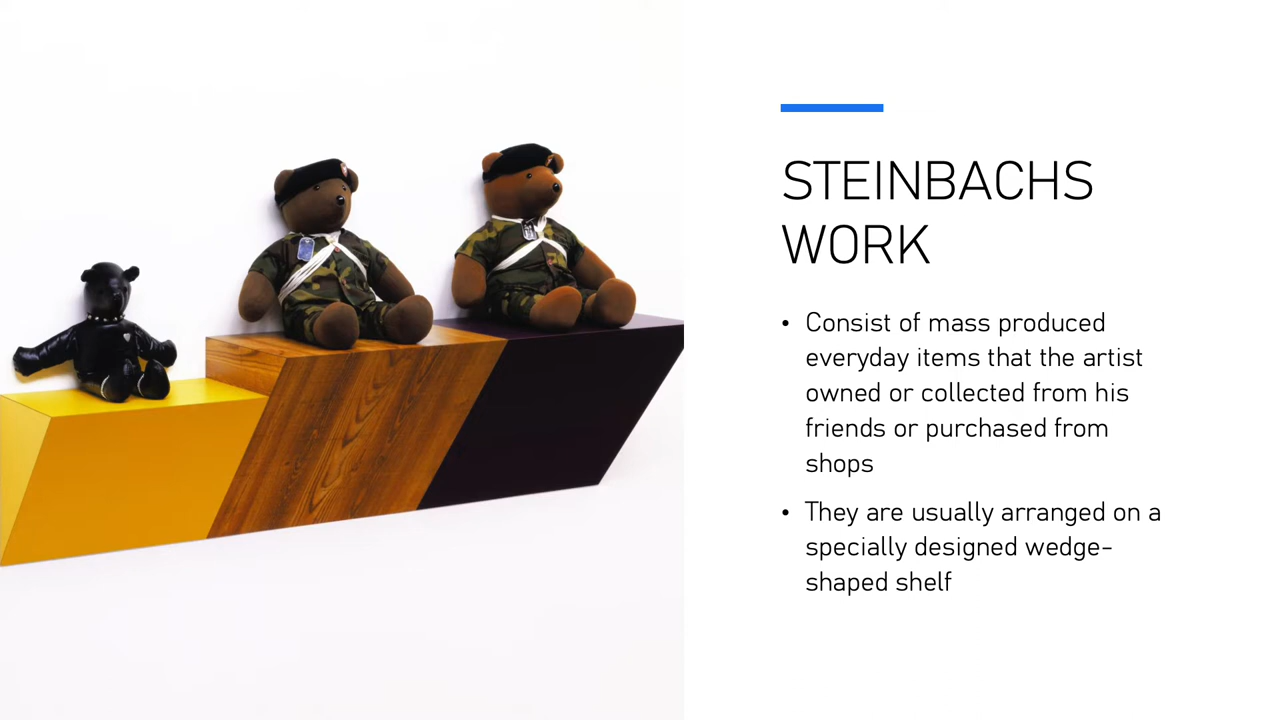 STEINBACHS
WORK
• Consist of mass produced
everyday items that the artist
owned or collected from his
friends or purchased from
shops
• They are usually arranged on a
specially designed wedge-
shaped shelf